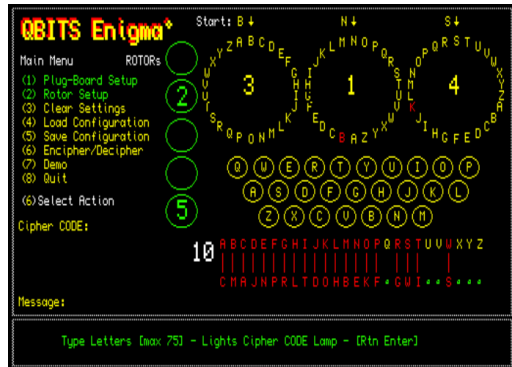 QBITS Enigma
Start: B↓ N↓ S↓
Main Menu ROTORs
(1) Plug-Board Setup
(2) Rotor Setup
(3) Clear Settings
(4) Load Configuration
(5) Save Configuration
(6) Encipher/Decipher
(7) Demo
(8) Quit
(6)Select Action
Cipher CODE:
2
5
3 1 4
Q W E R T Y U I O P
A S D F G H J K L
Z X C V B N M
10 A B C D E F G H I J K L M N O P Q R S T U V W X Y Z
Message:
Type Letters [max 75] - Lights Cipher CODE Lamp - [Rtn Enter]